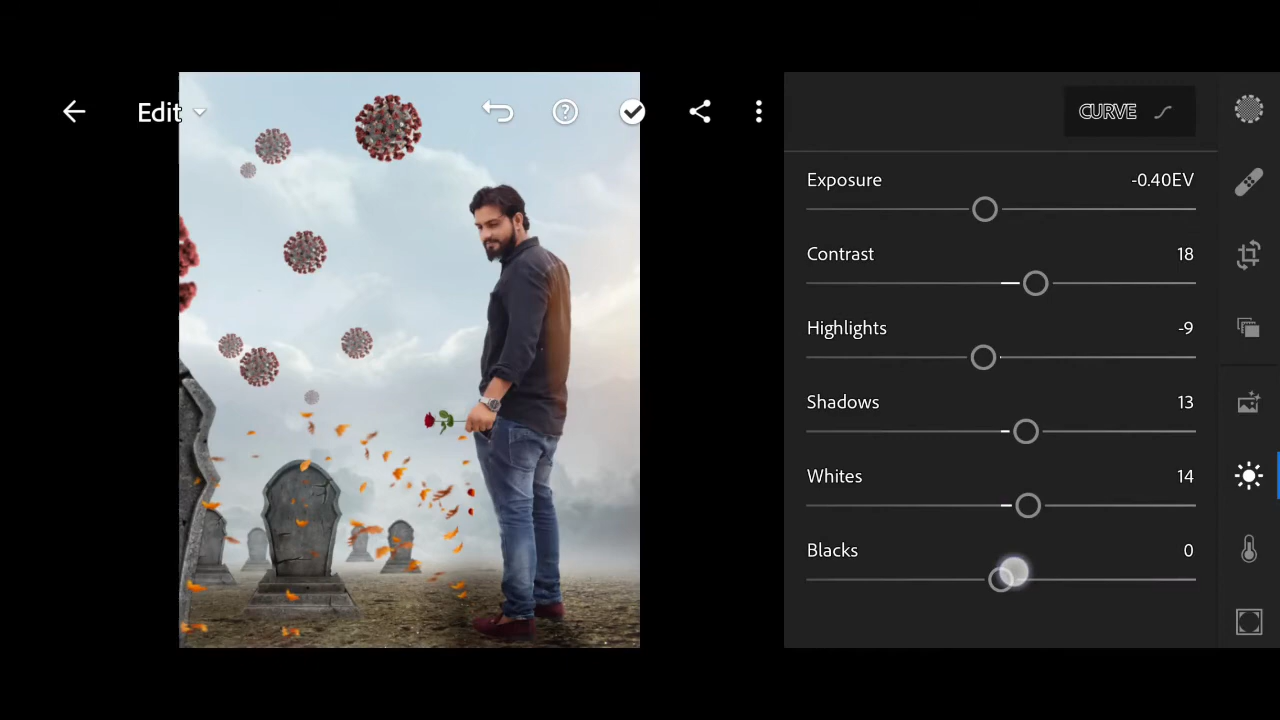 Edit
CURVE
Exposure -0.40EV
Contrast 18
Highlights -9
Shadows 13
Whites 14
Blacks 0